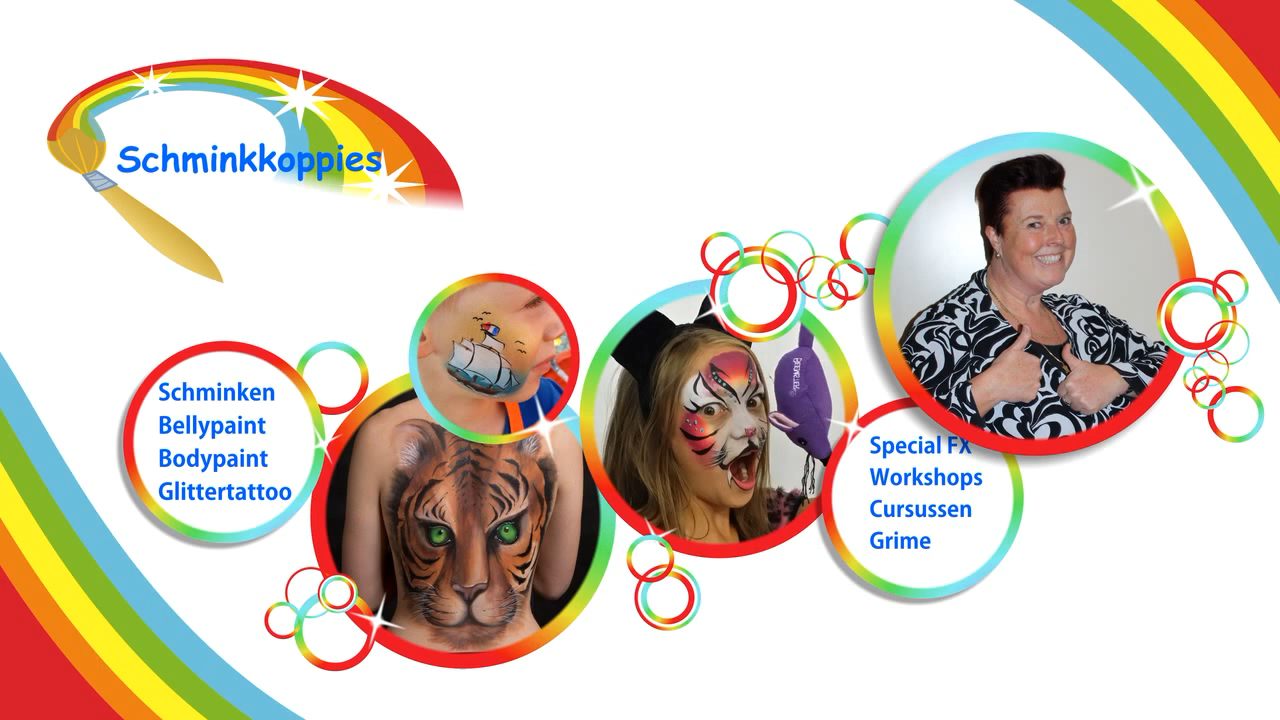 Schminkkoppies
Schminken
Bellypaint
Bodypaint
Glittertattoo
Special FX
Workshops
Cursussen
Grime